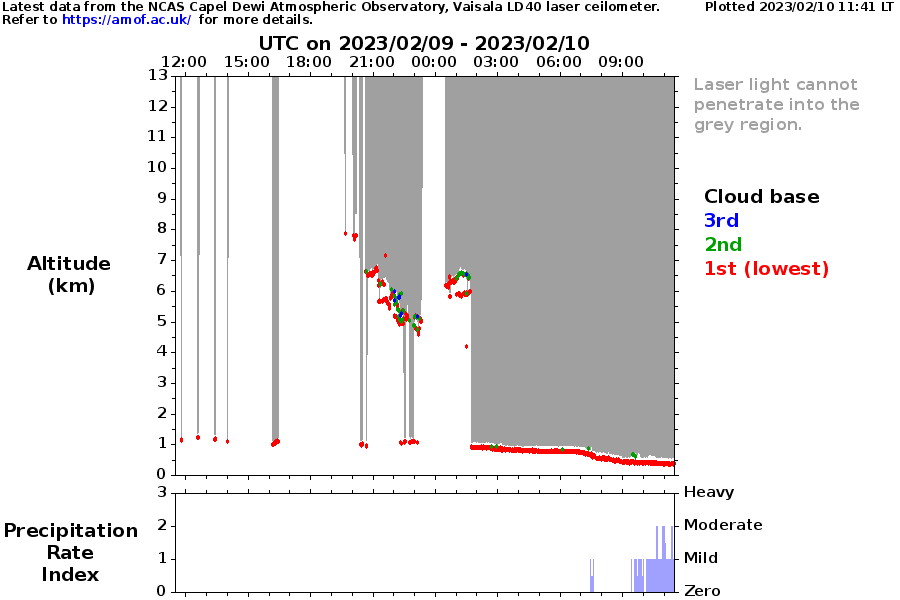 Latest data from the NCAS Capel Dewi Atmospheric Observatory, Vaisala LD40 laser ceilometer.
Plotted 2023/02/10 11:41 LT
Refer to https://amof.ac.uk/ for more details.
UTC on 2023/02/09 - 2023/02/10
12:00 15:00 18:00 21:00 00:00 03:00 06:00 09:00
13
12
11
10
9
8
7
6
5
4
3
2
1
0
Altitude
(km)
Laser light cannot
penetrate into the
grey region.
Cloud base
3rd
2nd
1st (lowest)
3
2
1
0
Precipitation
Rate
Index
Heavy
Moderate
Mild
Zero